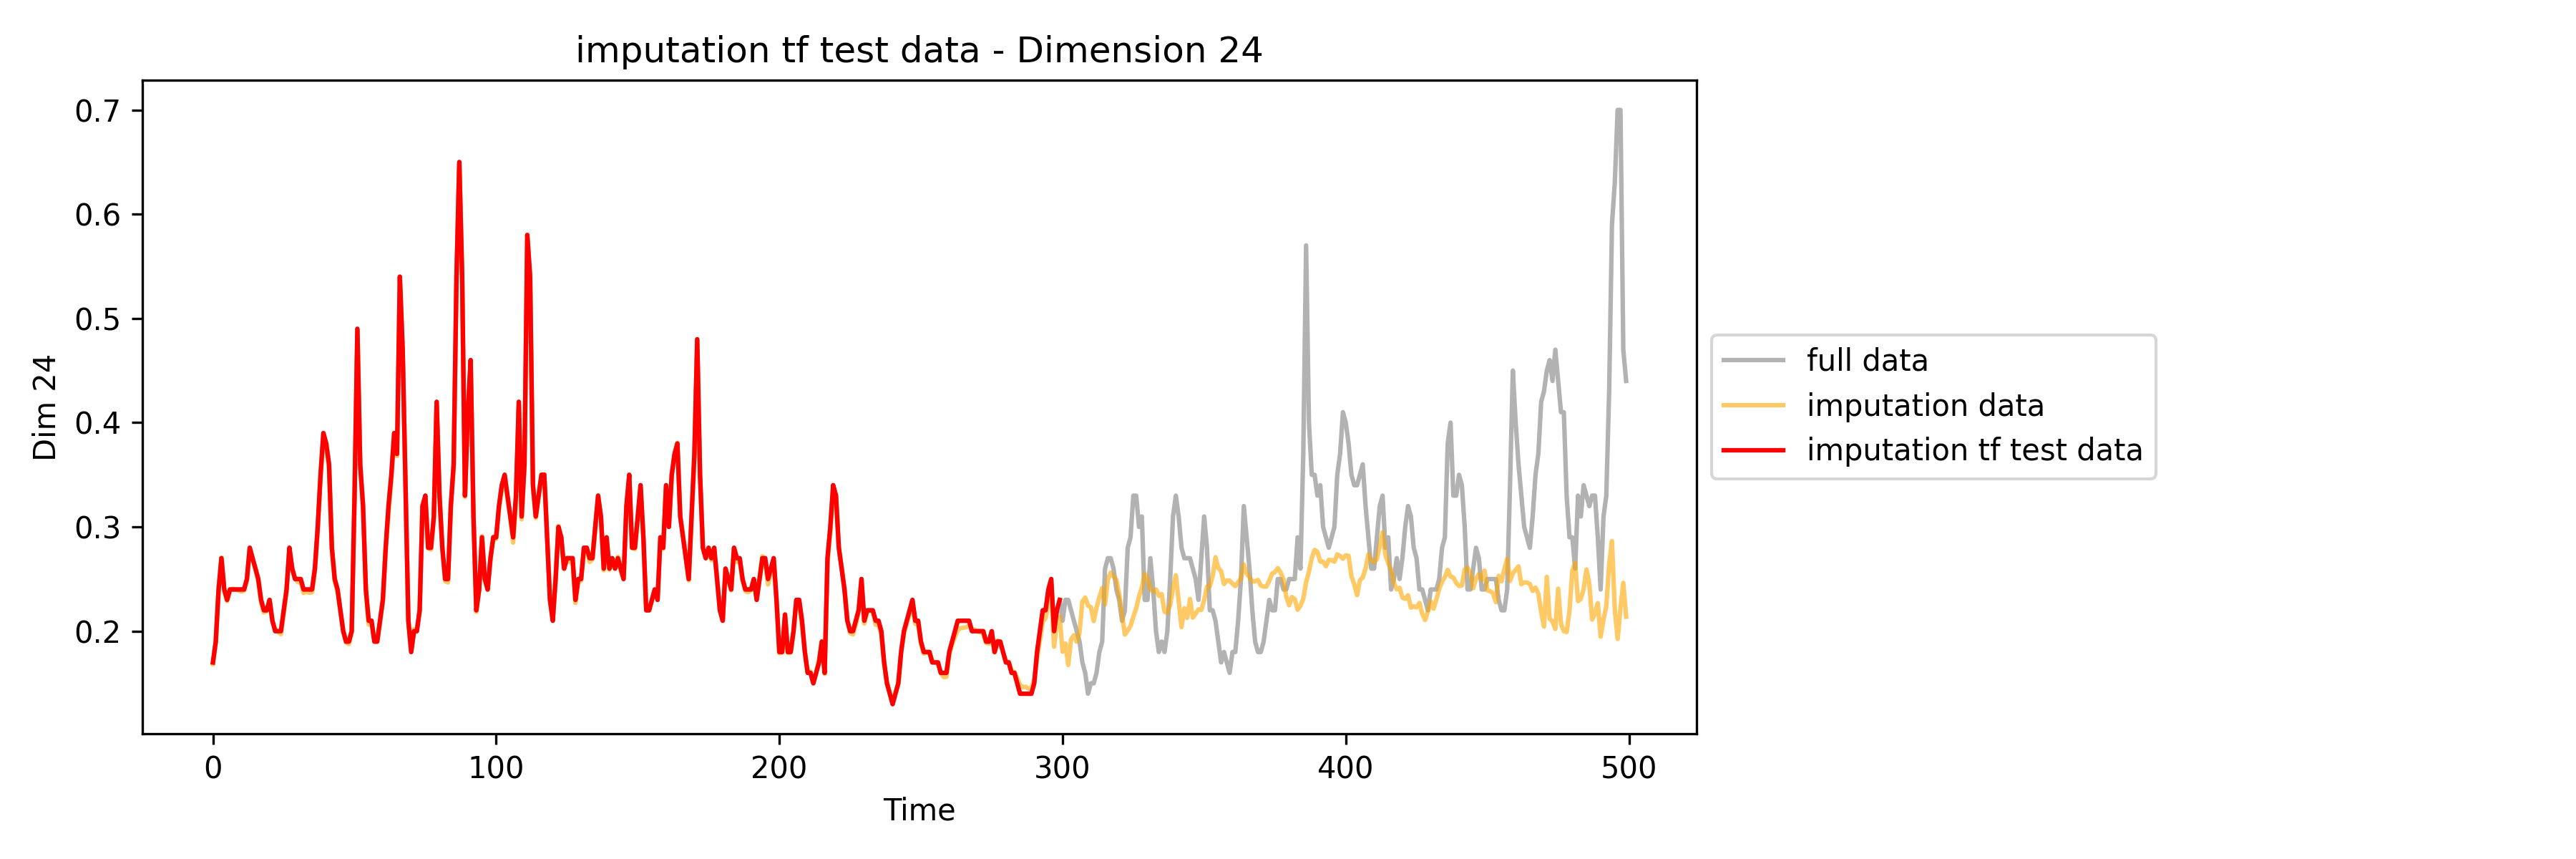 imputation tf test data - Dimension 24
0.7
0.6
0.5
0.4
0.3
0.2
Dim 24
0
100
200
300
400
500
Time
full data
imputation data
imputation tf test data